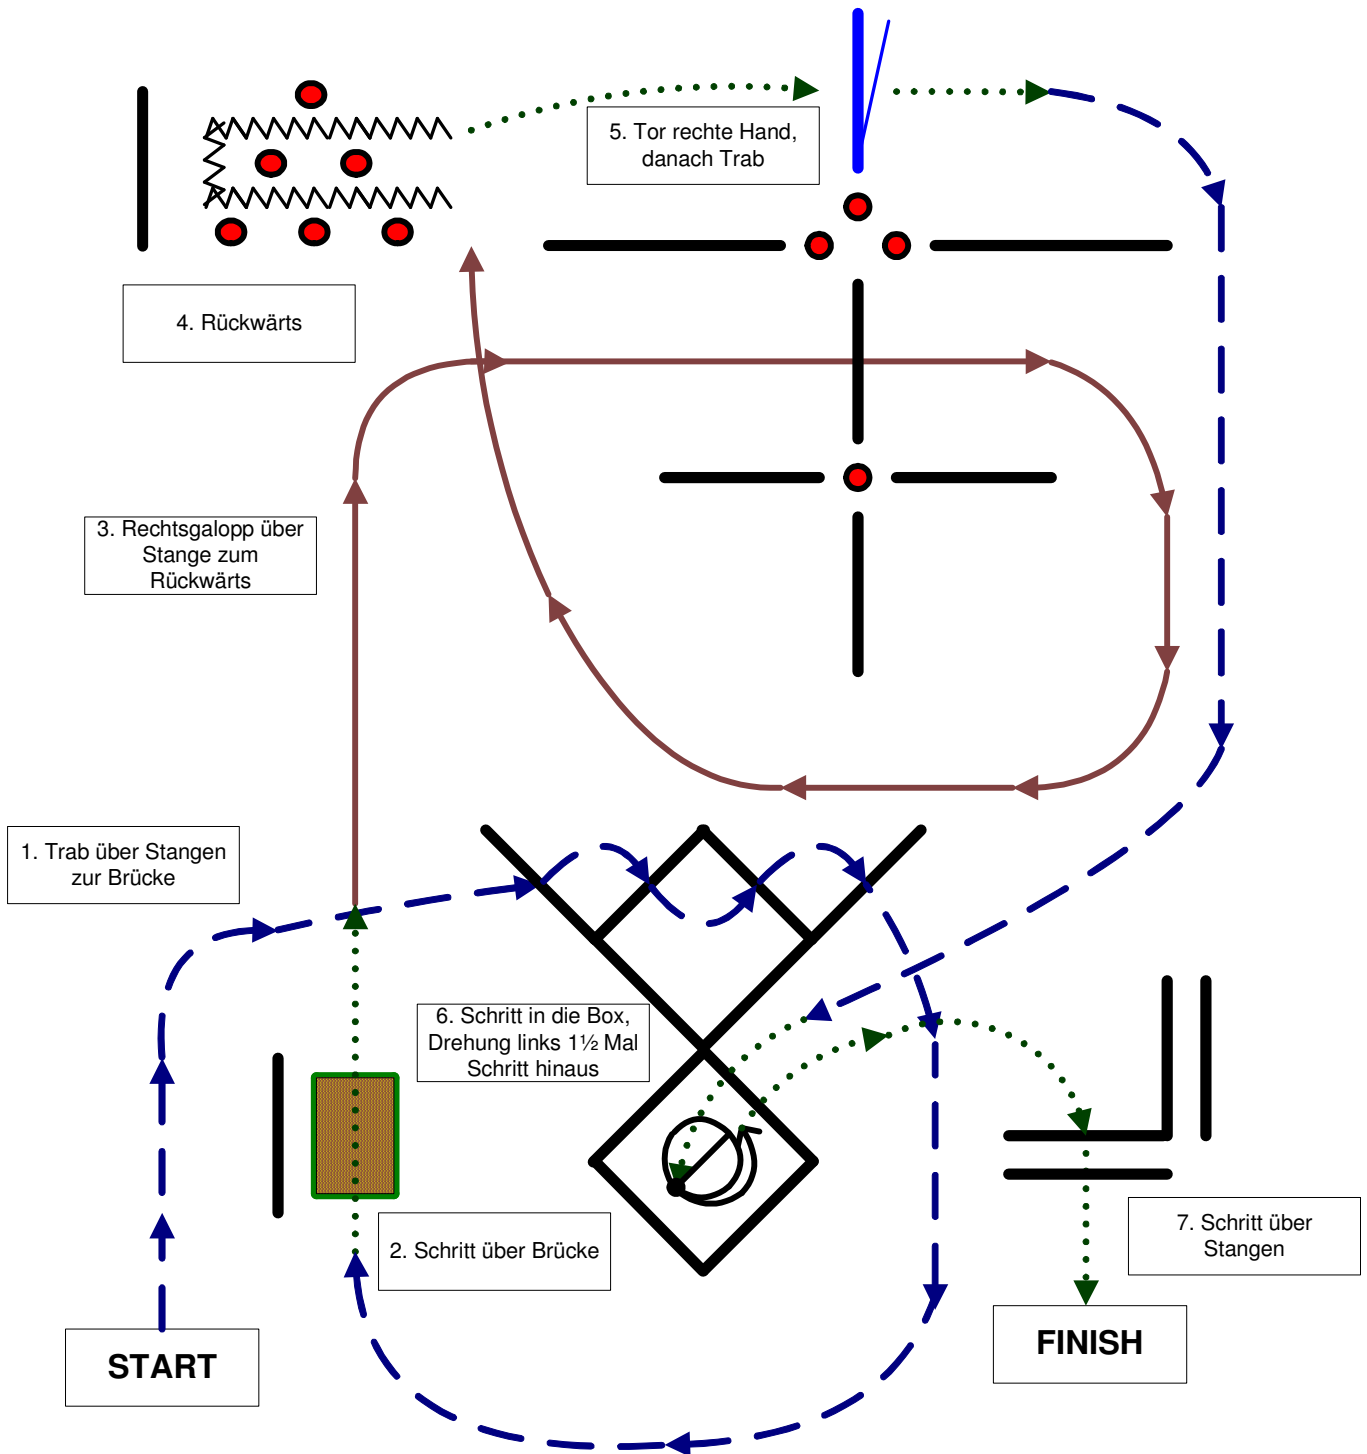 5. Tor rechte Hand,
danach Trab
4. Rückwärts
3. Rechtsgalopp über
Stange zum
Rückwärts
1. Trab über Stangen
zur Brücke
6. Schritt in die Box,
Drehung links 1½ Mal
Schritt hinaus
2. Schritt über Brücke
7. Schritt über
Stangen
START
FINISH